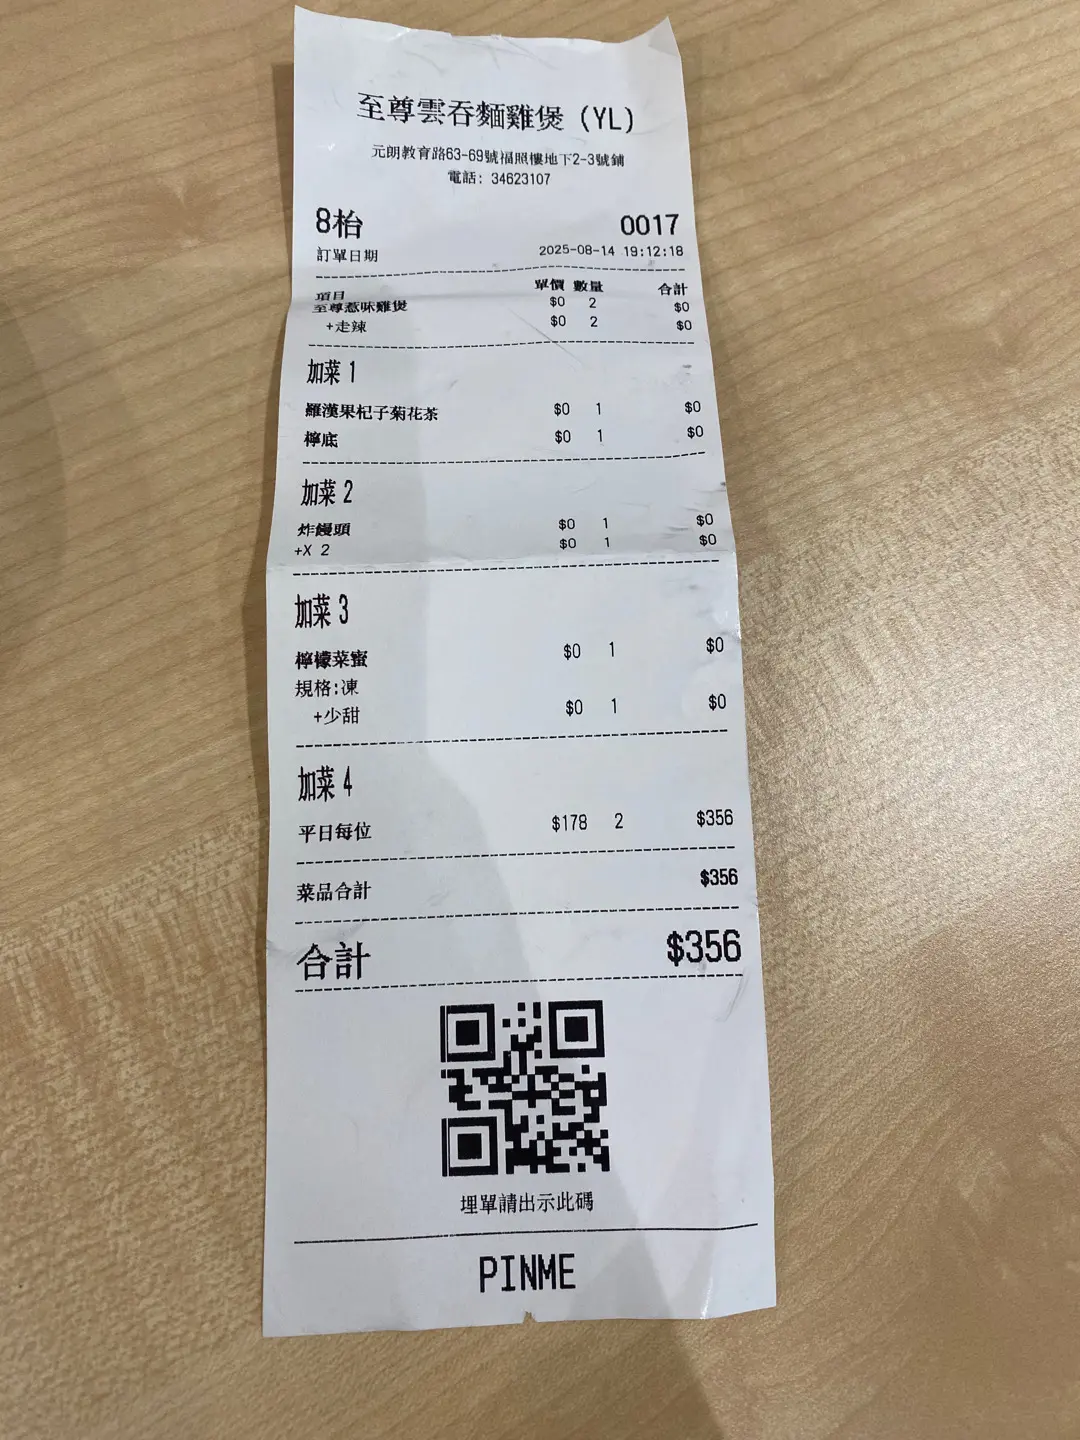 至尊雲吞麵雞煲 (YL)
元朗教育路63-69號福照樓地下2-3號鋪
電話: 34623107
8枱 0017
訂單日期 2025-08-14 19:12:18
項目 單價 數量 合計
至尊惹味雞煲 $0 2 $0
+走辣 $0 2 $0
加菜 1
羅漢果杞子菊花茶 $0 1 $0
檸底 $0 1 $0
加菜 2
炸饅頭 $0 1 $0
+X 2 $0 1 $0
加菜 3
檸檬菜蜜 $0 1 $0
規格:凍
+少甜 $0 1 $0
加菜 4
平日每位 $178 2 $356
菜品合計 $356
合計 $356
埋單請出示此碼
PINME